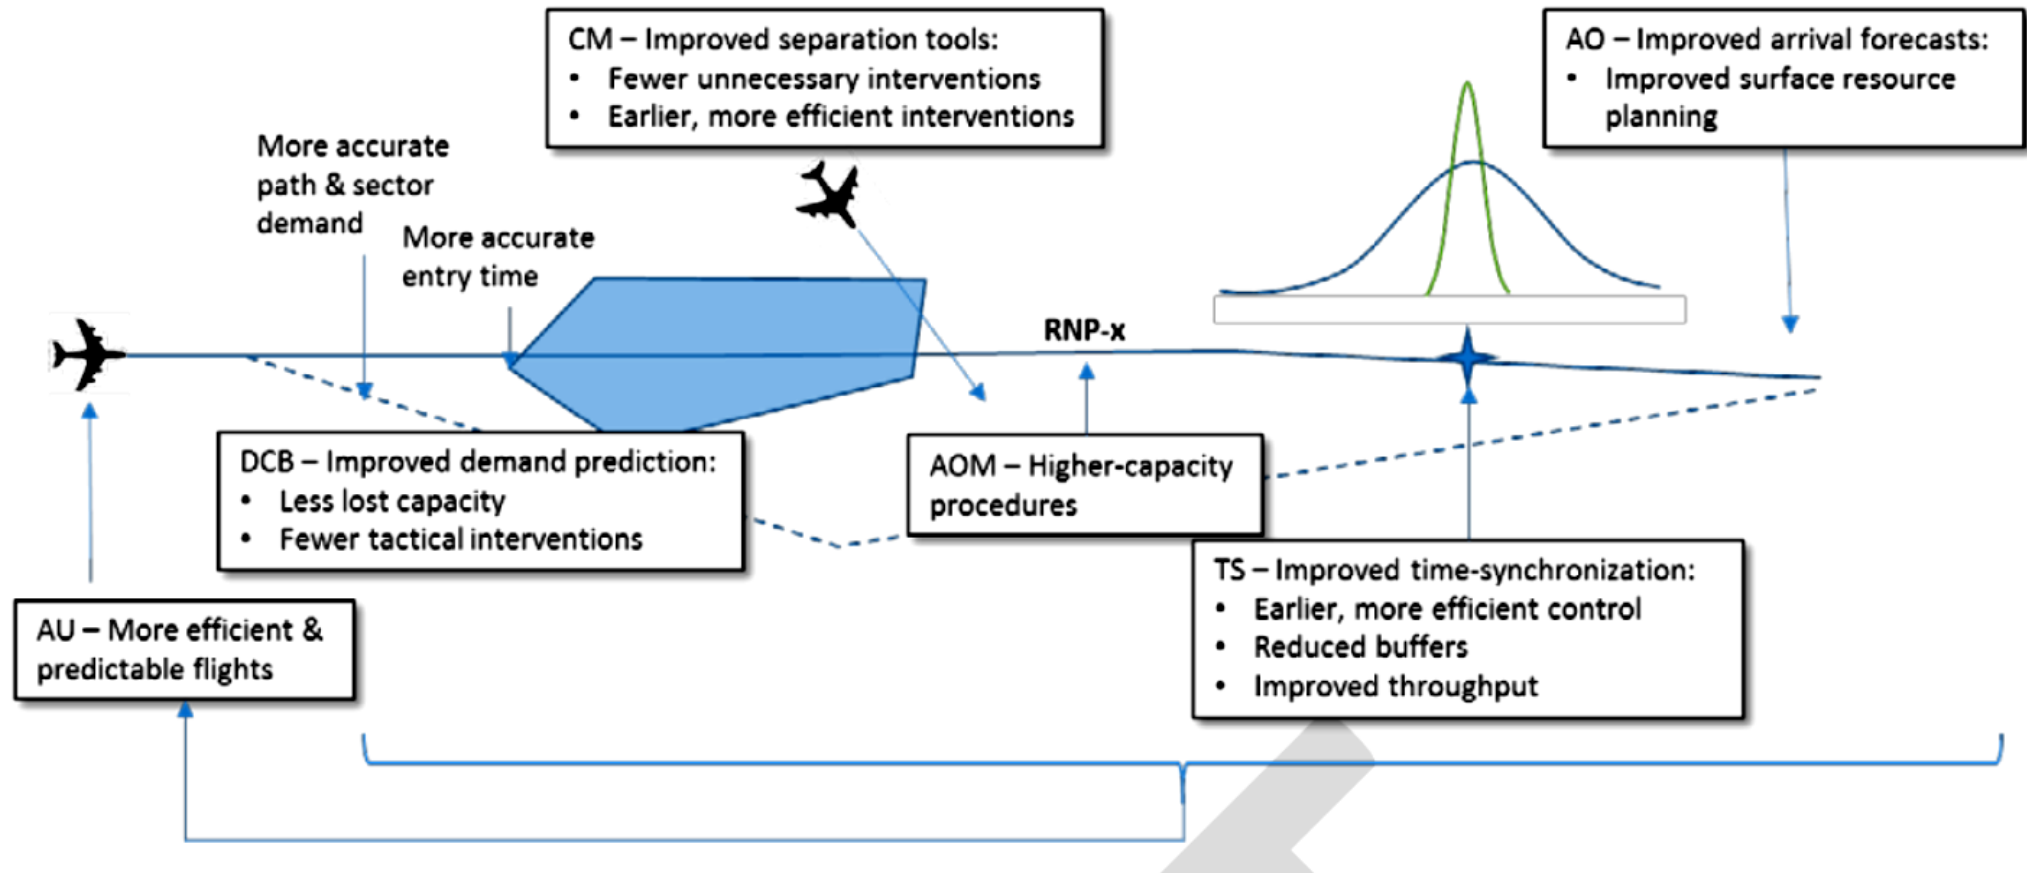 CM – Improved separation tools:
• Fewer unnecessary interventions
• Earlier, more efficient interventions
AO – Improved arrival forecasts:
• Improved surface resource
planning
More accurate
path & sector
demand
More accurate
entry time
RNP-x
DCB – Improved demand prediction:
• Less lost capacity
• Fewer tactical interventions
AOM – Higher-capacity
procedures
TS – Improved time-synchronization:
• Earlier, more efficient control
• Reduced buffers
• Improved throughput
AU – More efficient &
predictable flights